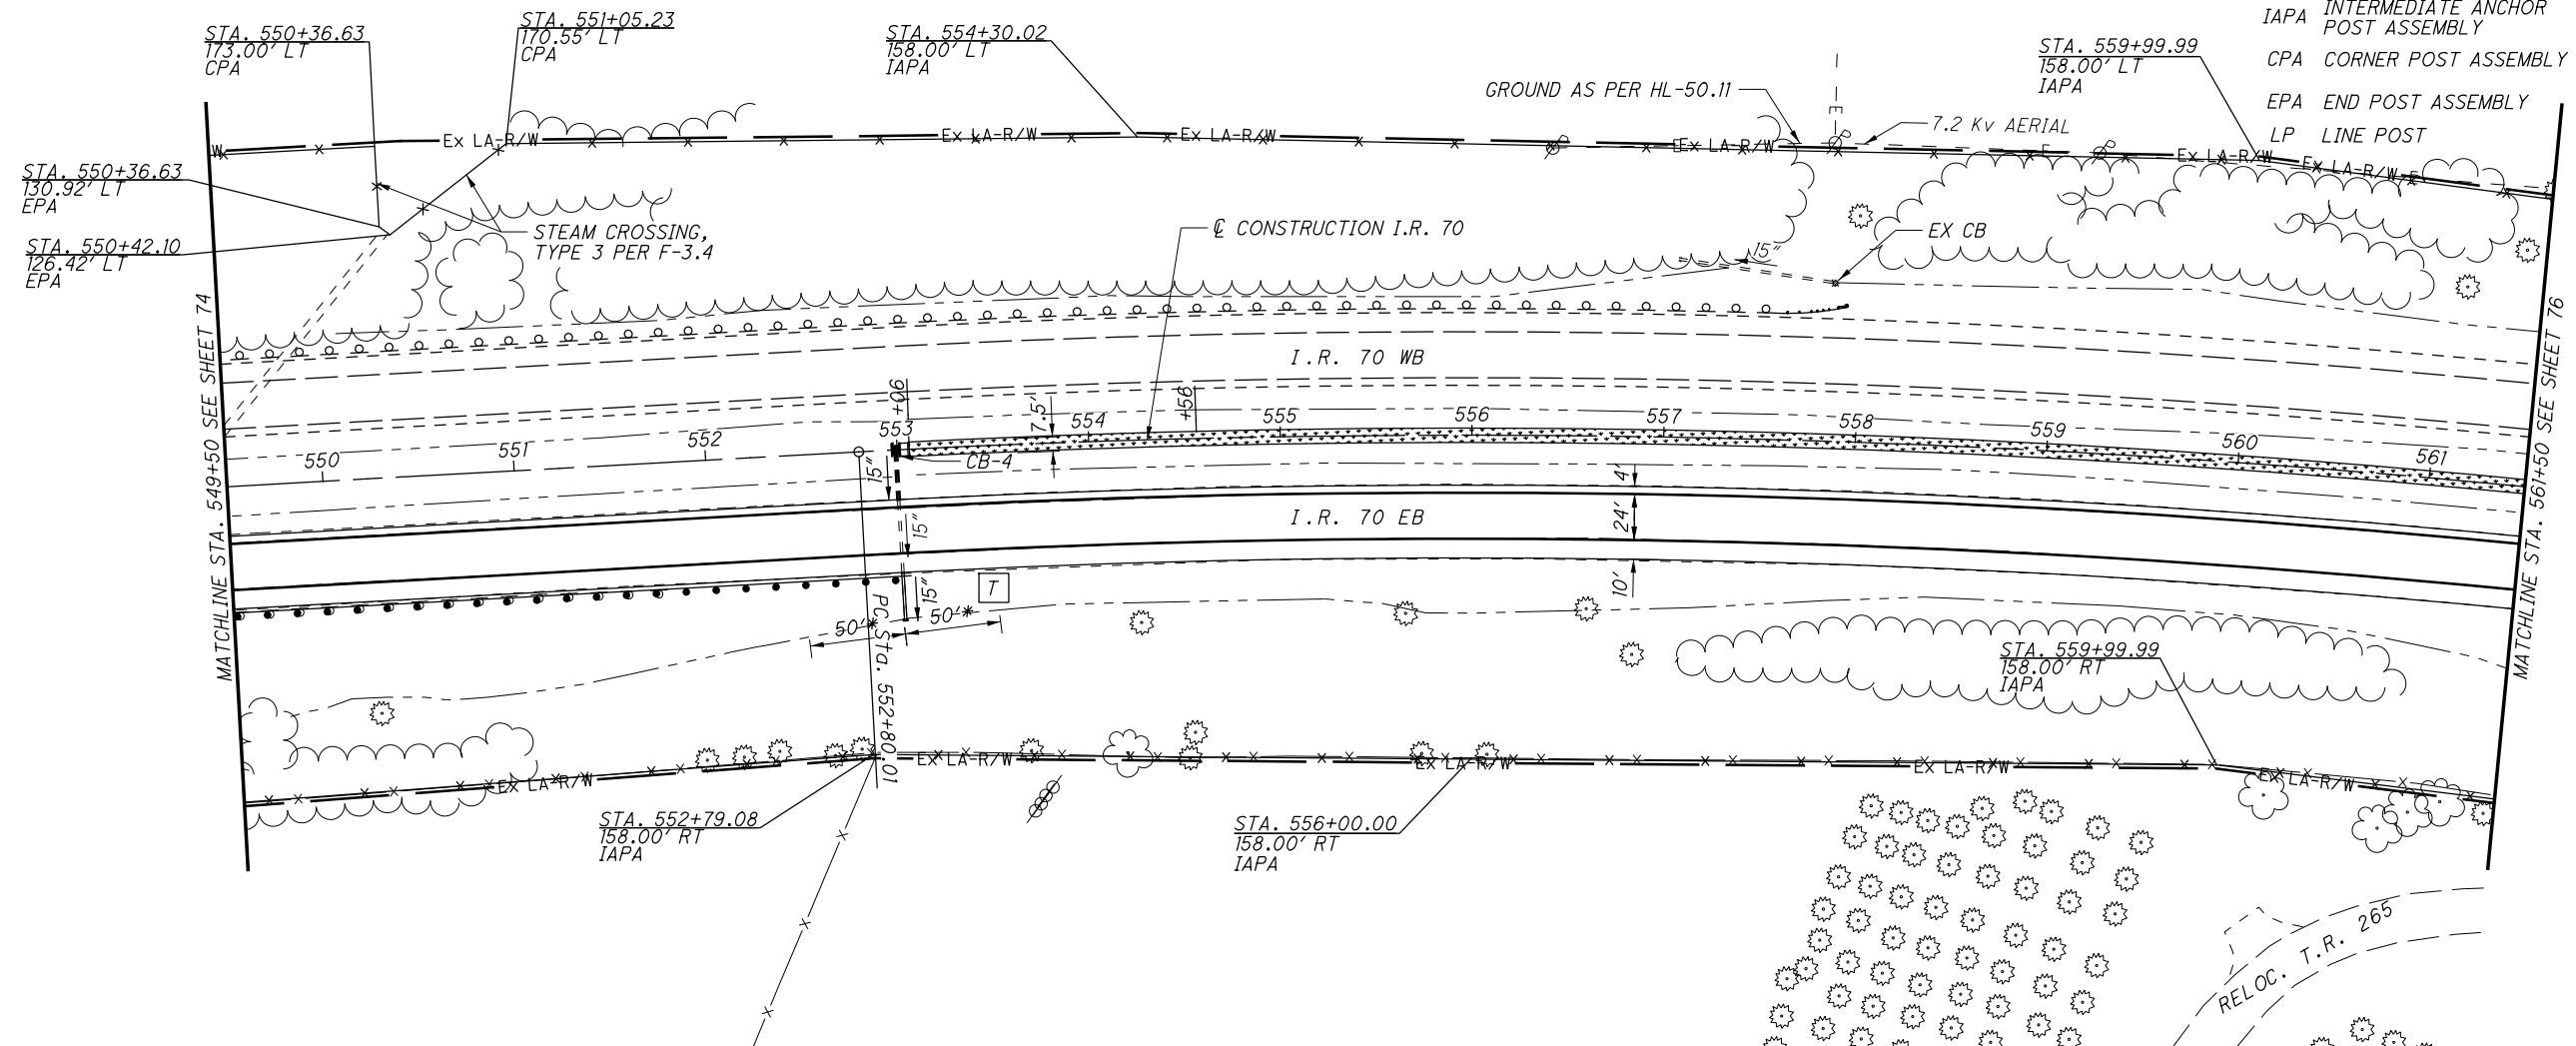 STA. 550+36.63
173.00' LT
CPA
STA. 551+05.23
170.55' LT
CPA
STA. 554+30.02
158.00' LT
IAPA
GROUND AS PER HL-50.11
7.2 Kv AERIAL
STA. 559+99.99
158.00' LT
IAPA
IAPA INTERMEDIATE ANCHOR
POST ASSEMBLY
CPA CORNER POST ASSEMBLY
EPA END POST ASSEMBLY
LP LINE POST
W
Ex LA-R/W
Ex LA-R/W
Ex LA-R/W
E
E
Ex LA-R/W
E
Ex LA-R/W
Ex LA-R/W
E
STA. 550+36.63
130.92' LT
EPA
STA. 550+42.10
126.42' LT
EPA
STEAM CROSSING,
TYPE 3 PER F-3.4
℄ CONSTRUCTION I.R. 70
EX CB
15"
MATCHLINE STA. 549+50 SEE SHEET 74
MATCHLINE STA. 561+50 SEE SHEET 76
I.R. 70 WB
+06
+56
7.5'
550
551
552
553
554
555
556
557
558
559
560
561
CB-4
15"
15"
15"
I.R. 70 EB
4'
24'
10'
T
50'*
50'*
PC Sta. 552+80.01
STA. 559+99.99
158.00' RT
IAPA
Ex LA-R/W
Ex LA-R/W
Ex LA-R/W
Ex LA-R/W
Ex LA-R/W
STA. 552+79.08
158.00' RT
IAPA
STA. 556+00.00
158.00' RT
IAPA
RELOC. T.R. 265